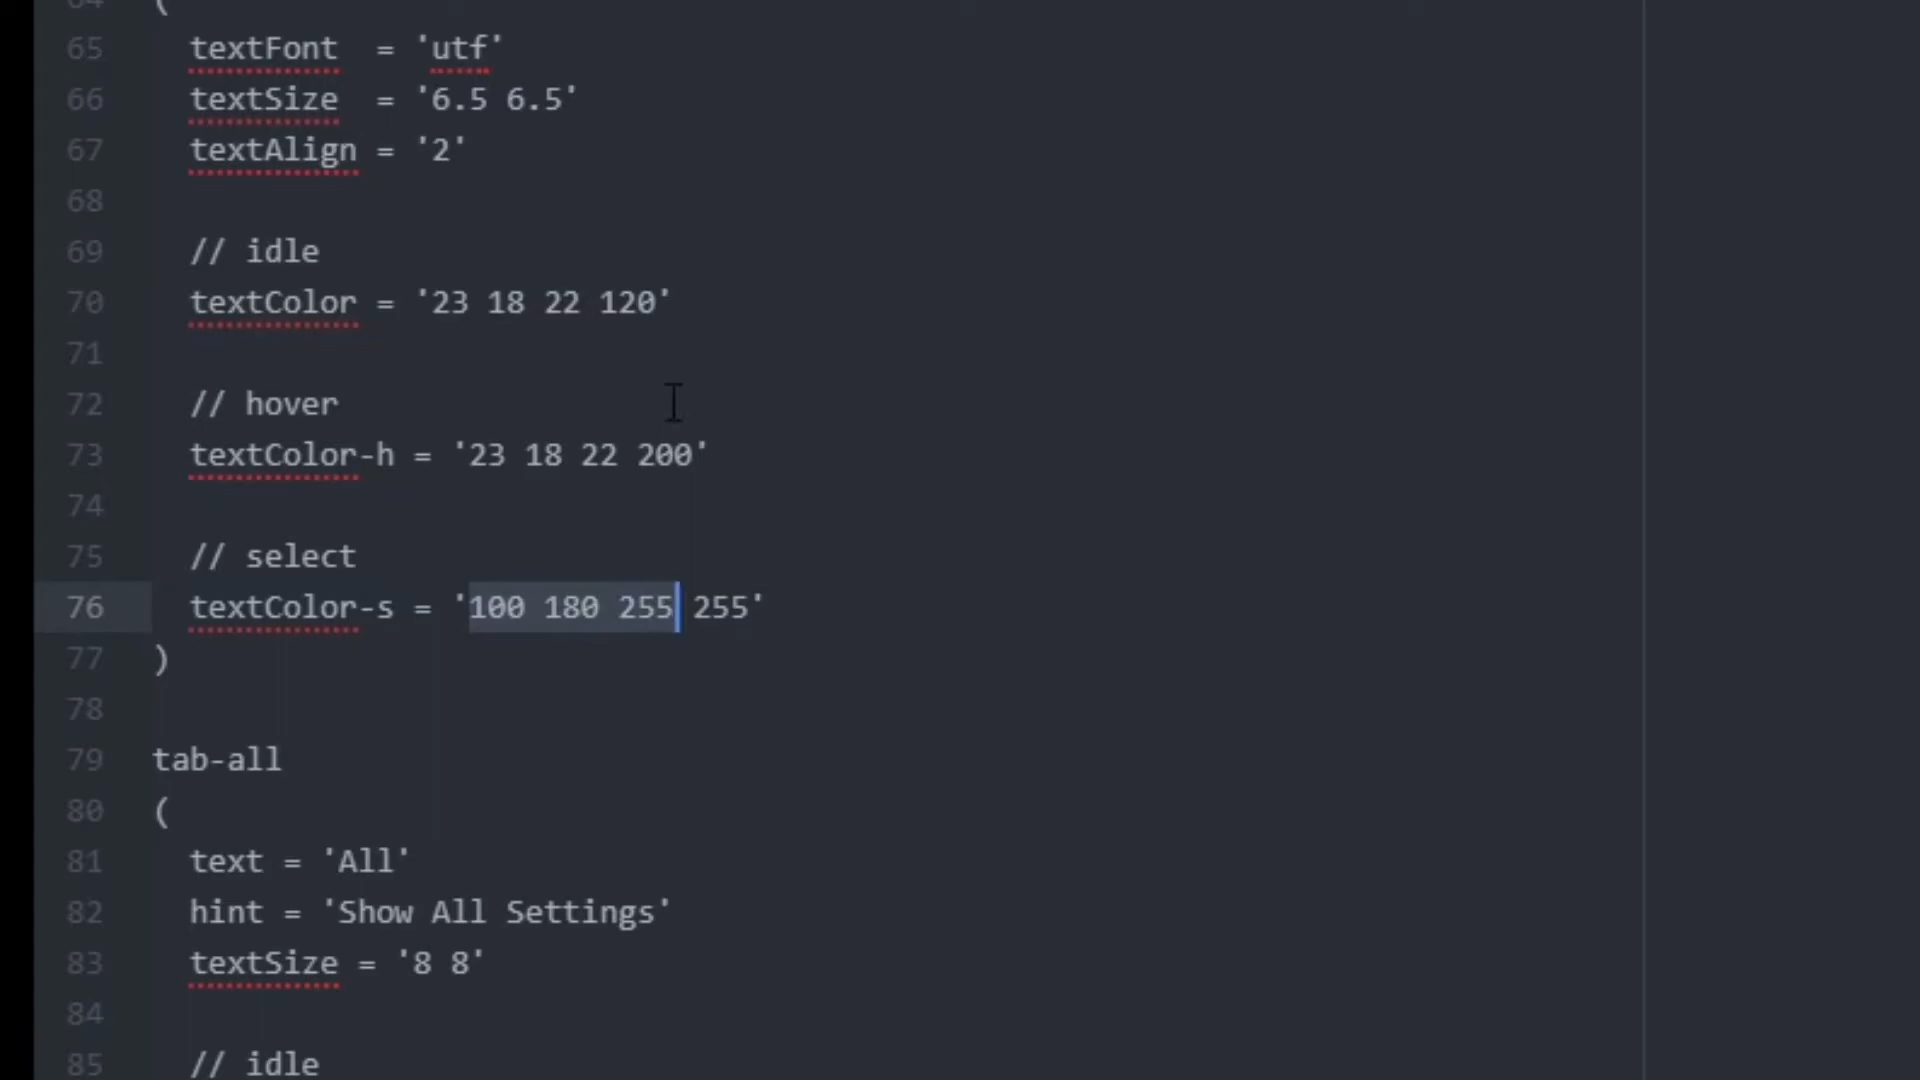 64 (
65 textFont  = 'utf'
66 textSize  = '6.5 6.5'
67 textAlign = '2'
68
69 // idle
70 textColor = '23 18 22 120'
71
72 // hover
73 textColor-h = '23 18 22 200'
74
75 // select
76 textColor-s = '100 180 255 255'
77 )
78
79 tab-all
80 (
81 text = 'All'
82 hint = 'Show All Settings'
83 textSize = '8 8'
84
85 // idle